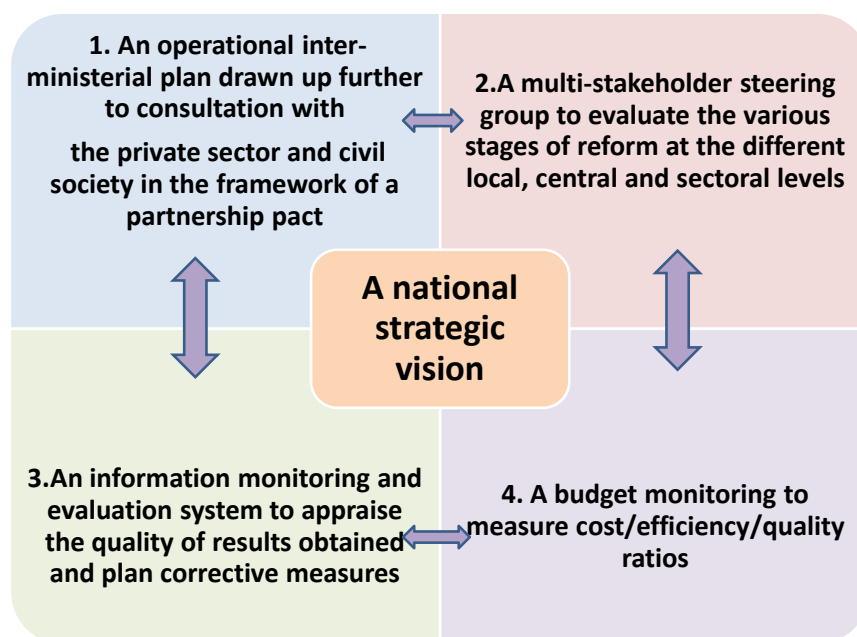 1. An operational inter-
ministerial plan drawn up further
to consultation with
the private sector and civil
society in the framework of a
partnership pact
2.A multi-stakeholder steering
group to evaluate the various
stages of reform at the different
local, central and sectoral levels
A national
strategic
vision
3.An information monitoring and
evaluation system to appraise
the quality of results obtained
and plan corrective measures
4. A budget monitoring to
measure cost/efficiency/quality
ratios